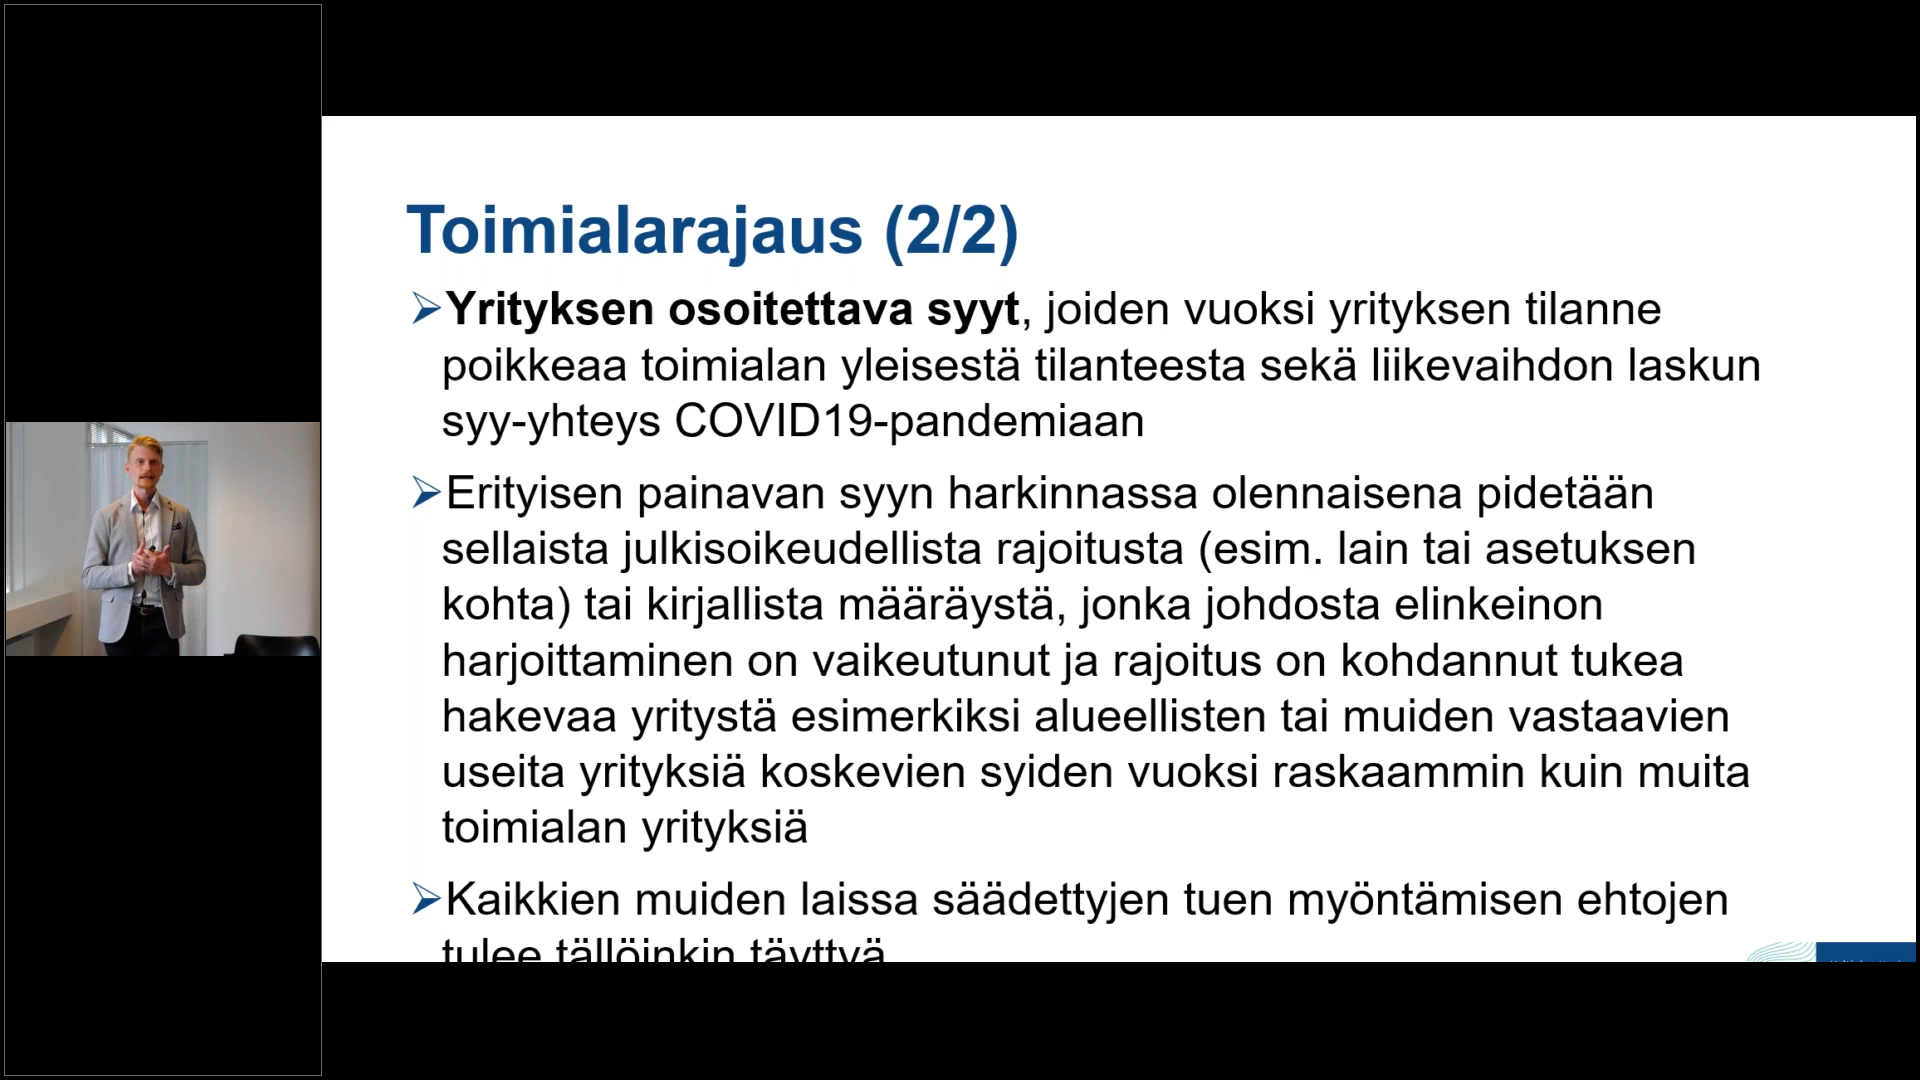 Toimialarajaus (2/2)
Yrityksen osoitettava syyt, joiden vuoksi yrityksen tilanne
poikkeaa toimialan yleisestä tilanteesta sekä liikevaihdon laskun
syy-yhteys COVID19-pandemiaan
Erityisen painavan syyn harkinnassa olennaisena pidetään
sellaista julkisoikeudellista rajoitusta (esim. lain tai asetuksen
kohta) tai kirjallista määräystä, jonka johdosta elinkeinon
harjoittaminen on vaikeutunut ja rajoitus on kohdannut tukea
hakevaa yritystä esimerkiksi alueellisten tai muiden vastaavien
useita yrityksiä koskevien syiden vuoksi raskaammin kuin muita
toimialan yrityksiä
Kaikkien muiden laissa säädettyjen tuen myöntämisen ehtojen
tulee tällöinkin täyttyä